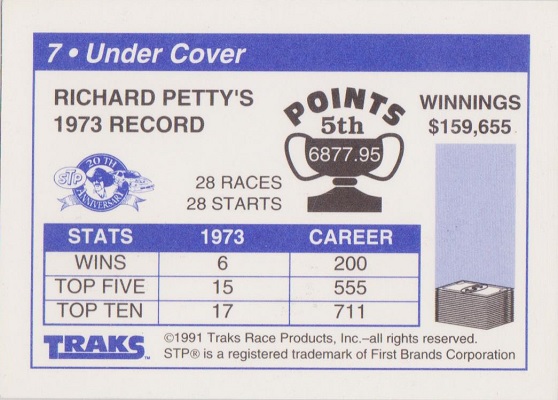 7 • Under Cover
RICHARD PETTY'S
1973 RECORD
POINTS
5th
6877.95
WINNINGS
$159,655
STP
20TH
ANNIVERSARY
28 RACES
28 STARTS
STATS 1973 CAREER
WINS 6 200
TOP FIVE 15 555
TOP TEN 17 711
TRAKS™
©1991 Traks Race Products, Inc.–all rights reserved.
STP® is a registered trademark of First Brands Corporation